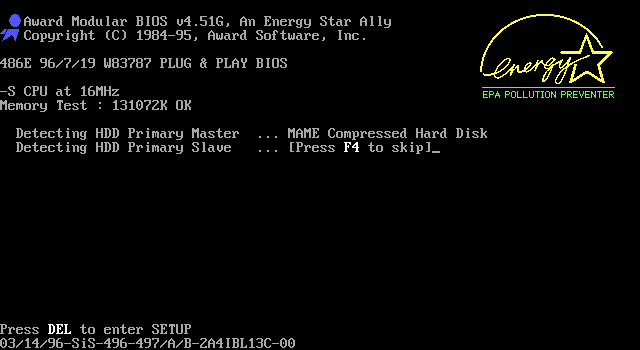 Award Modular BIOS v4.51G, An Energy Star Ally
Copyright (C) 1984-95, Award Software, Inc.
energy
EPA POLLUTION PREVENTER
486E 96/7/19 W83787 PLUG & PLAY BIOS
-S CPU at 16MHz
Memory Test : 131072K OK
Detecting HDD Primary Master ... MAME Compressed Hard Disk
Detecting HDD Primary Slave ... [Press F4 to skip]_
Press DEL to enter SETUP
03/14/96-SiS-496-497/A/B-2A4IBL13C-00